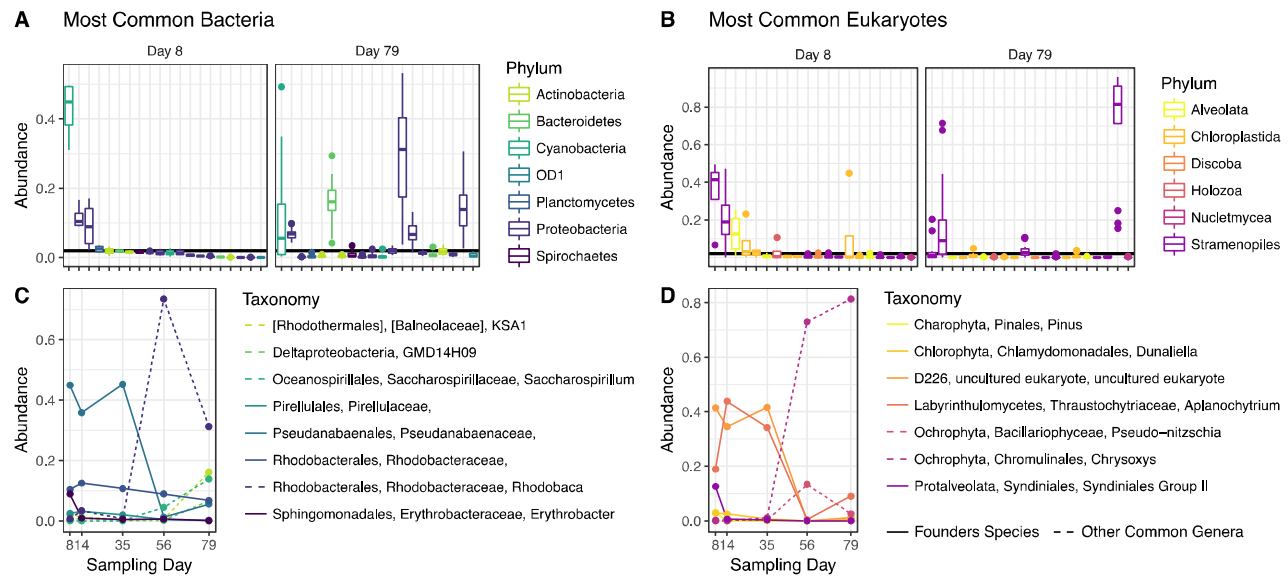 A Most Common Bacteria
Day 8
Day 79
Abundance
0.4
0.2
0.0
Phylum
Actinobacteria
Bacteroidetes
Cyanobacteria
OD1
Planctomycetes
Proteobacteria
Spirochaetes
B Most Common Eukaryotes
Day 8
Day 79
Abundance
0.8
0.6
0.4
0.2
Phylum
Alveolata
Chloroplastida
Discoba
Holozoa
Nucletmycea
Stramenopiles
C
Abundance
0.6
0.4
0.2
0.0
814 35 56 79
Sampling Day
Taxonomy
[Rhodothermales], [Balneolaceae], KSA1
Deltaproteobacteria, GMD14H09
Oceanospirillales, Saccharospirillaceae, Saccharospirillum
Pirellulales, Pirellulaceae,
Pseudanabaenales, Pseudanabaenaceae,
Rhodobacterales, Rhodobacteraceae,
Rhodobacterales, Rhodobacteraceae, Rhodobaca
Sphingomonadales, Erythrobacteraceae, Erythrobacter
D
Abundance
0.8
0.6
0.4
0.2
0.0
814 35 56 79
Sampling Day
Taxonomy
Charophyta, Pinales, Pinus
Chlorophyta, Chlamydomonadales, Dunaliella
D226, uncultured eukaryote, uncultured eukaryote
Labyrinthulomycetes, Thraustochytriaceae, Aplanochytrium
Ochrophyta, Bacillariophyceae, Pseudo−nitzschia
Ochrophyta, Chromulinales, Chrysoxys
Protalveolata, Syndiniales, Syndiniales Group II
Founders Species
Other Common Genera